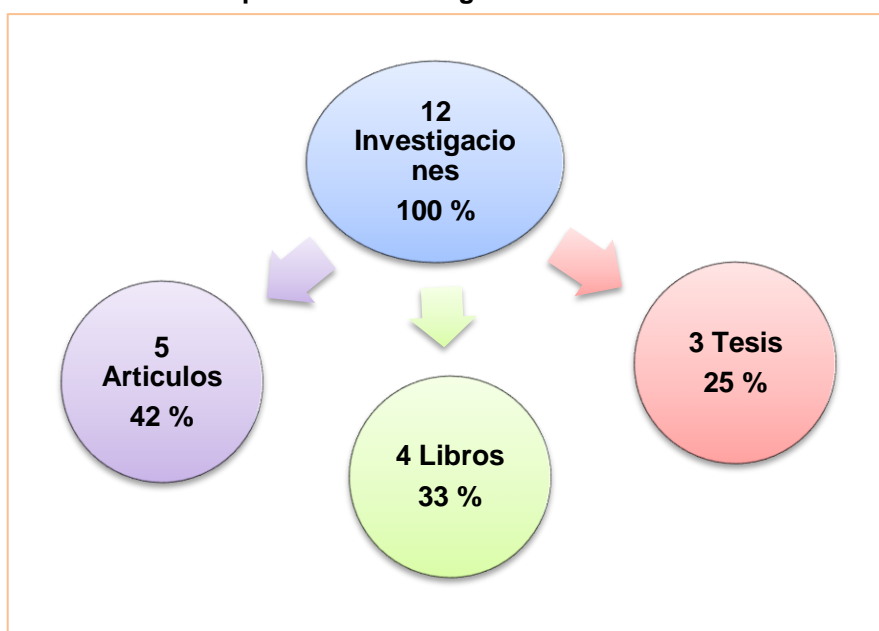 12
Investigacio
nes
100 %
5
Articulos
42 %
4 Libros
33 %
3 Tesis
25 %